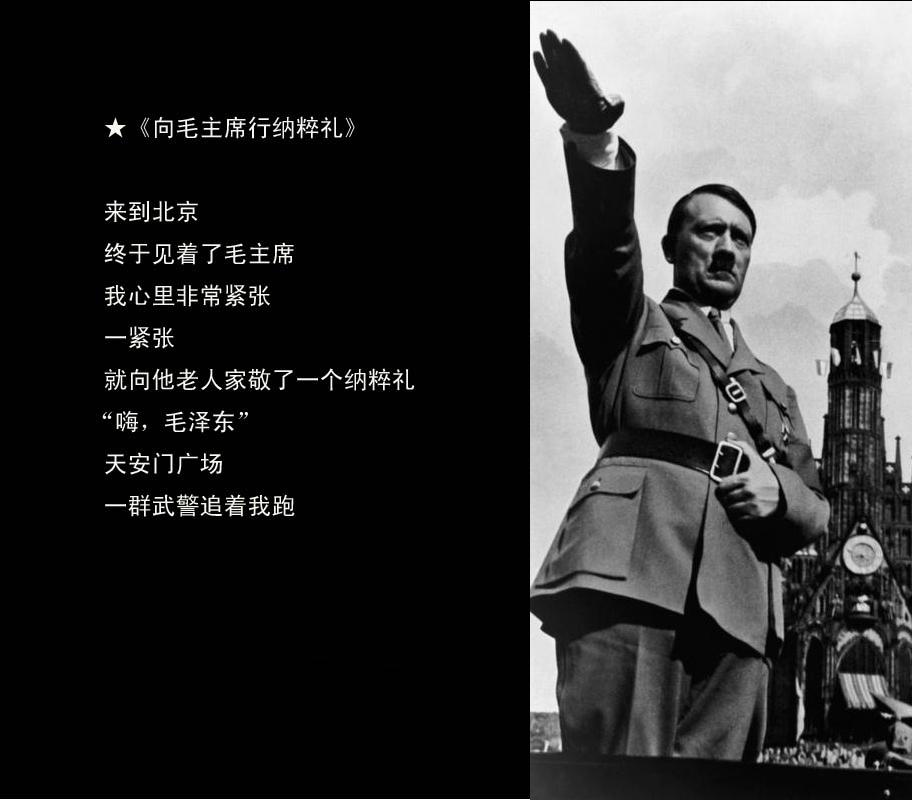 ★《向毛主席行纳粹礼》
来到北京
终于见着了毛主席
我心里非常紧张
一紧张
就向他老人家敬了一个纳粹礼
“嗨，毛泽东”
天安门广场
一群武警追着我跑